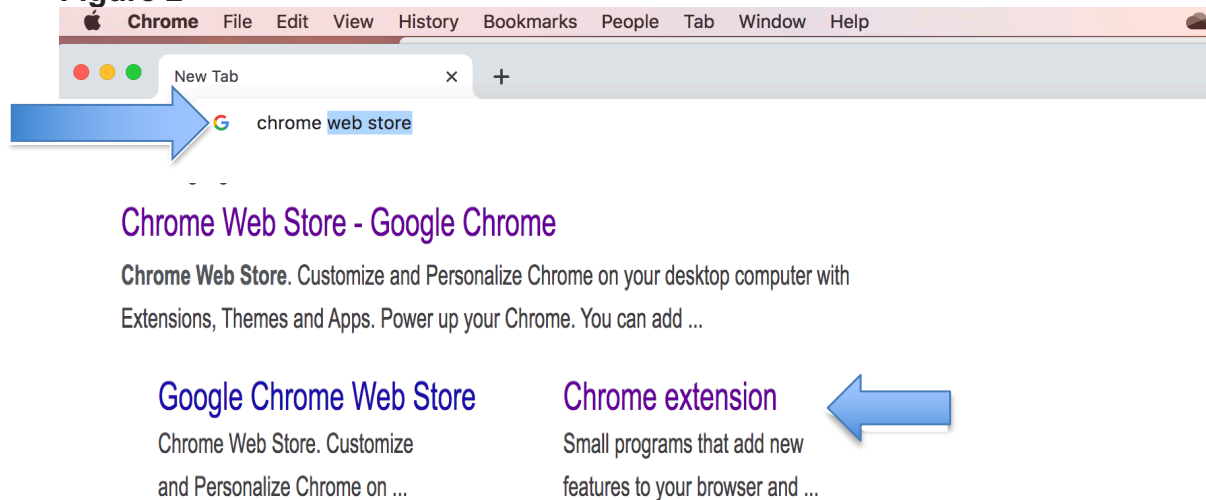 Figure 2
Chrome File Edit View History Bookmarks People Tab Window Help
New Tab
chrome web store
Chrome Web Store - Google Chrome
Chrome Web Store. Customize and Personalize Chrome on your desktop computer with
Extensions, Themes and Apps. Power up your Chrome. You can add ...
Google Chrome Web Store
Chrome extension
Chrome Web Store. Customize
Small programs that add new
and Personalize Chrome on ...
features to your browser and ...